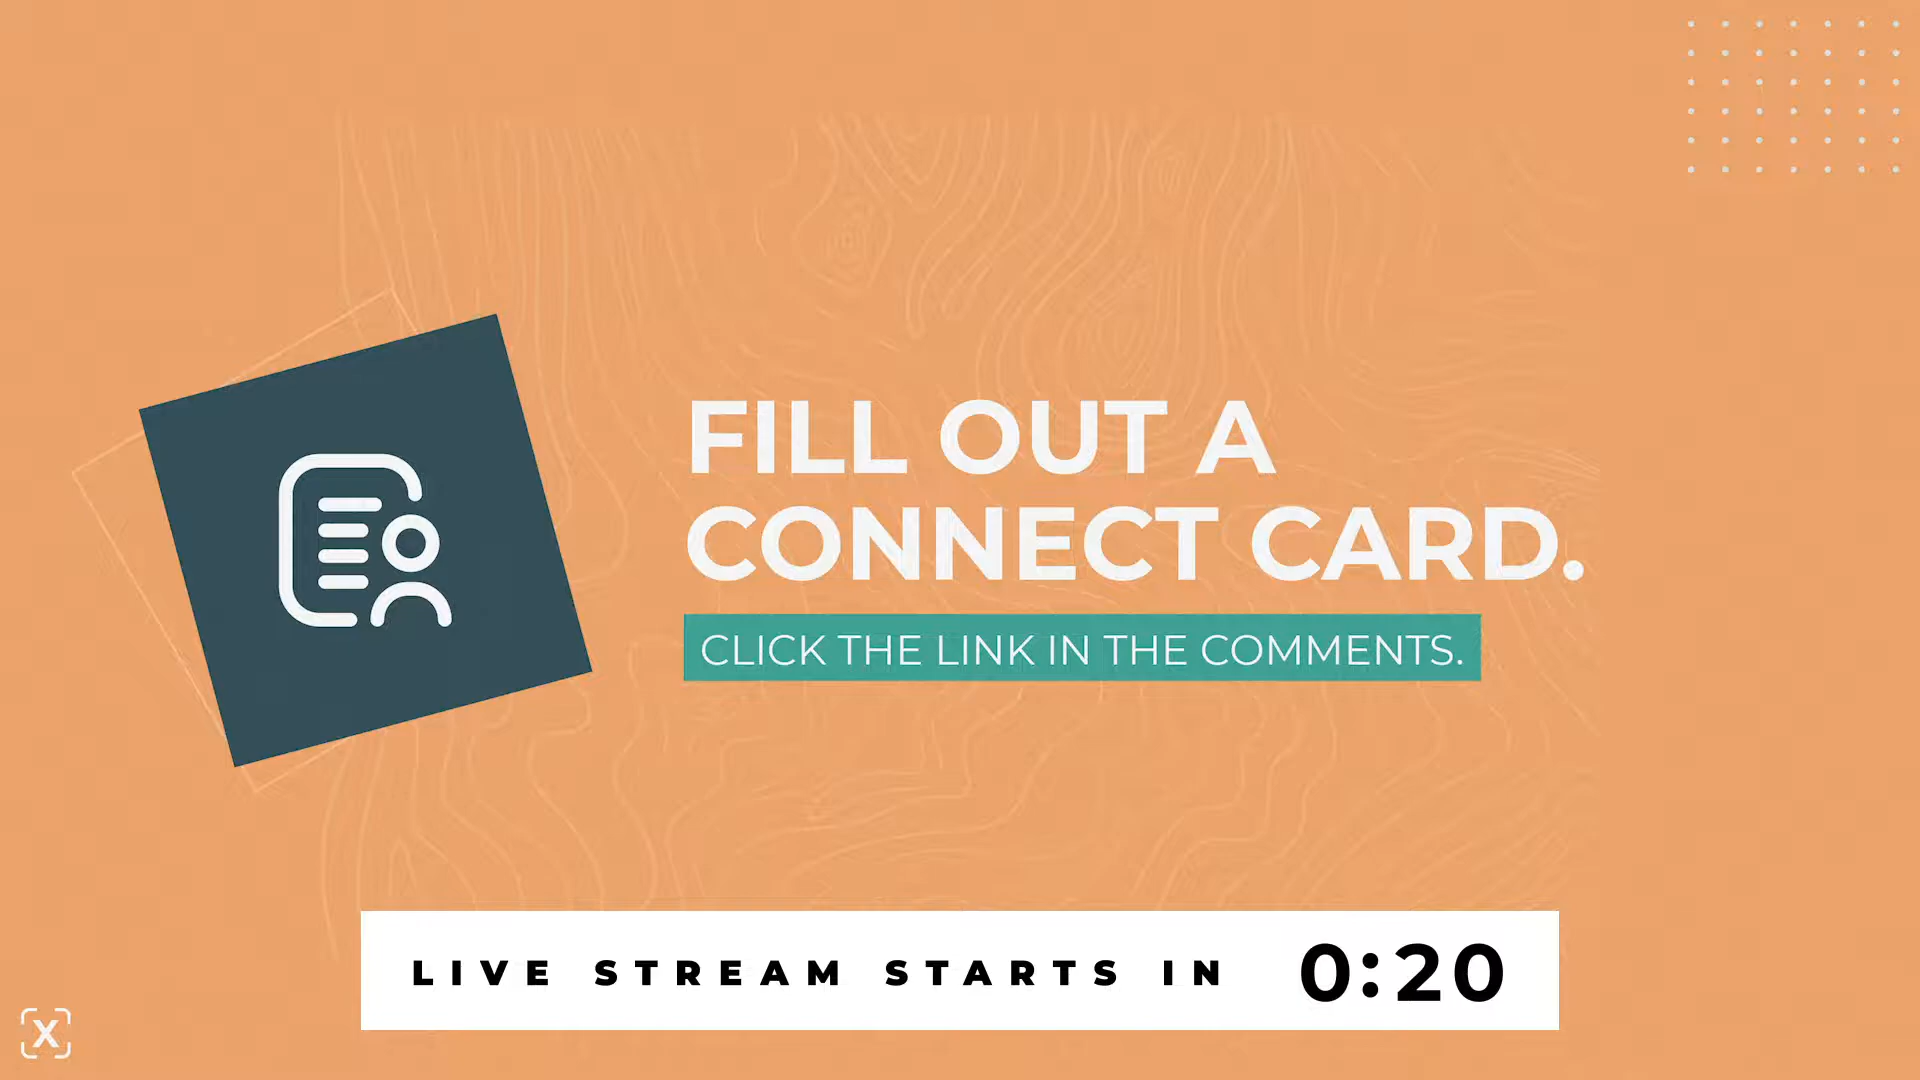 FILL OUT A
CONNECT CARD.
CLICK THE LINK IN THE COMMENTS.
LIVE STREAM STARTS IN 0:20
X